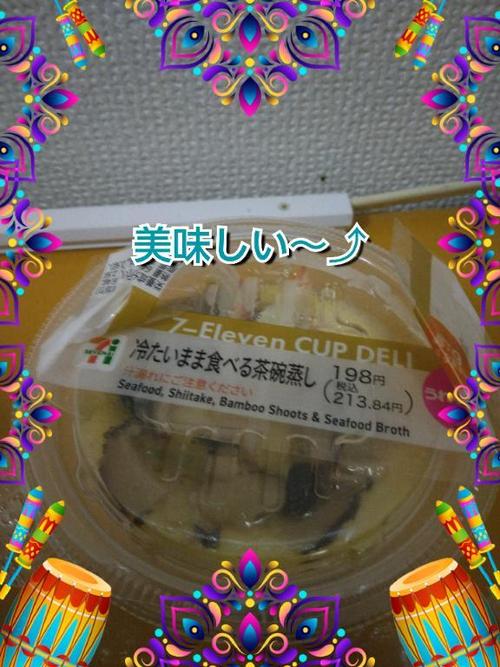 美味しい〜⤴
7-Eleven CUP DELI
冷たいまま食べる茶碗蒸し 198円
(税込 213.84円)
汁漏れにご注意ください
Seafood, Shiitake, Bamboo Shoots & Seafood Broth